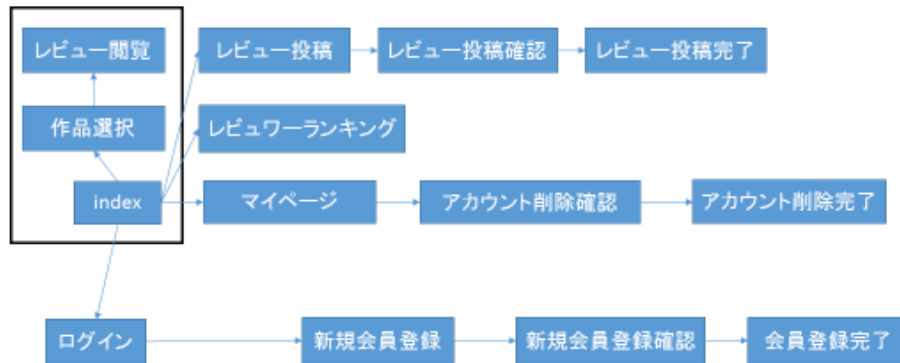 レビュー閲覧
レビュー投稿
レビュー投稿確認
レビュー投稿完了
作品選択
レビュワーランキング
index
マイページ
アカウント削除確認
アカウント削除完了
ログイン
新規会員登録
新規会員登録確認
会員登録完了